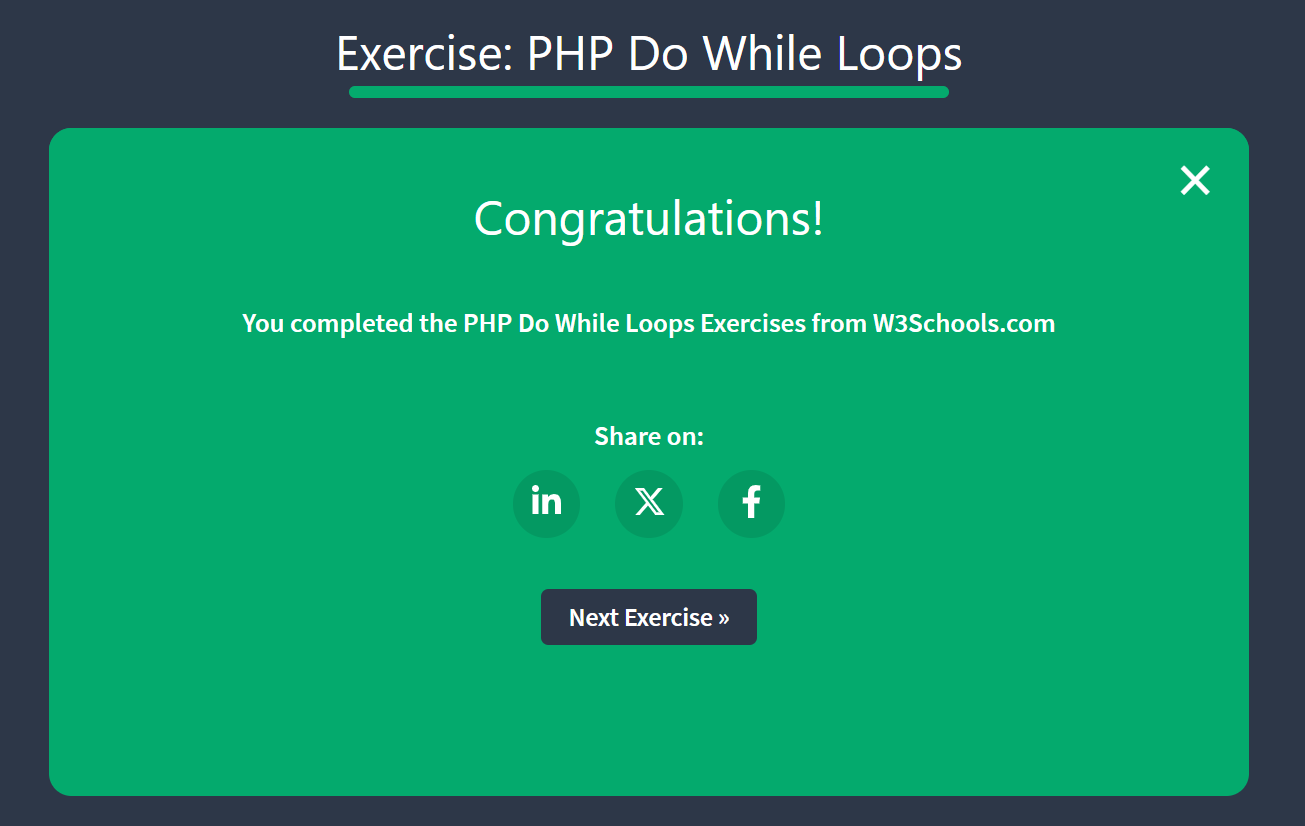 Exercise: PHP Do While Loops
Congratulations!
You completed the PHP Do While Loops Exercises from W3Schools.com
Share on:
Next Exercise »